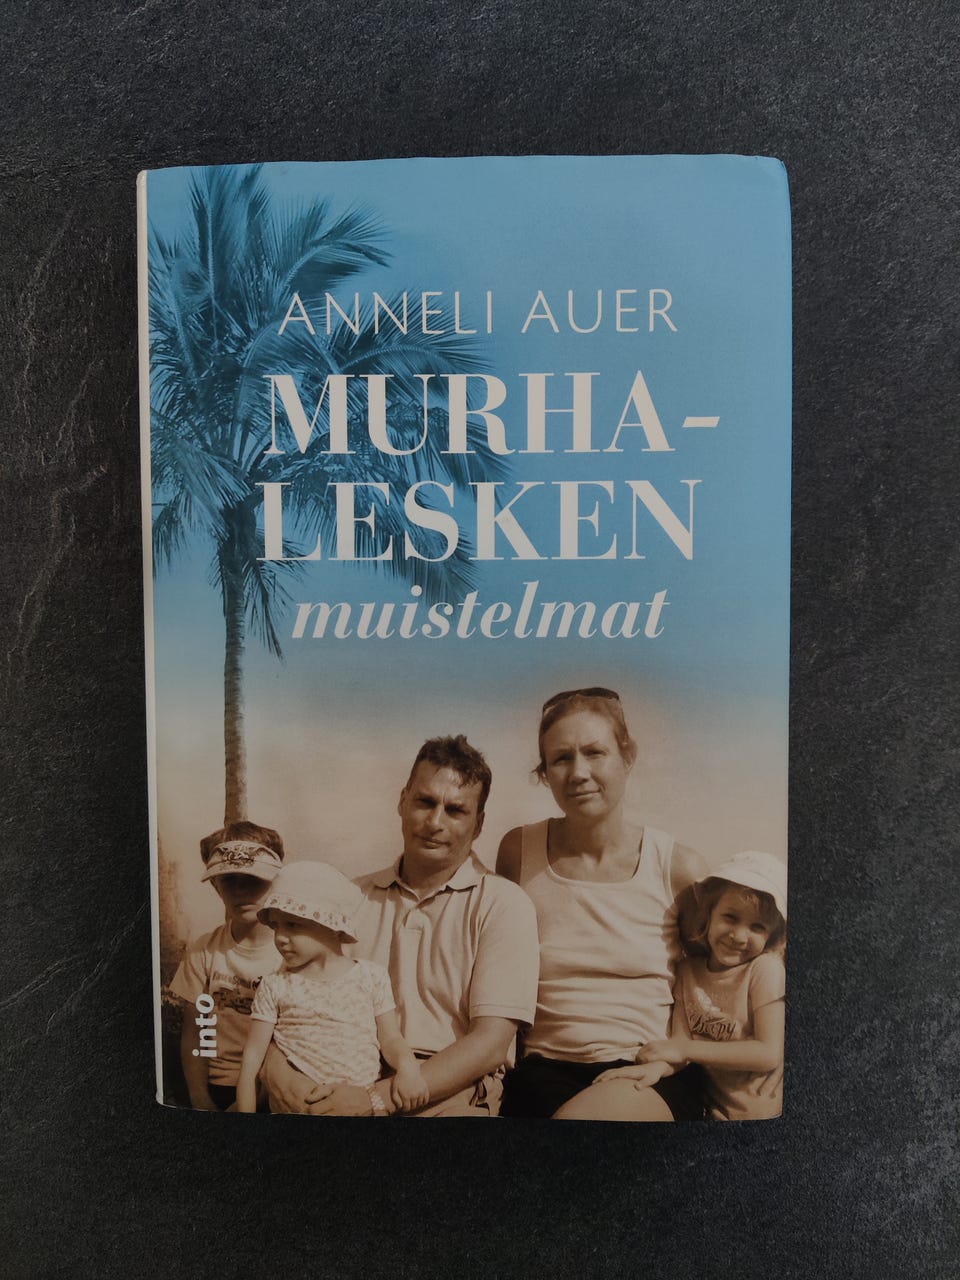 ANNELI AUER
MURHA-
LESKEN
muistelmat
into